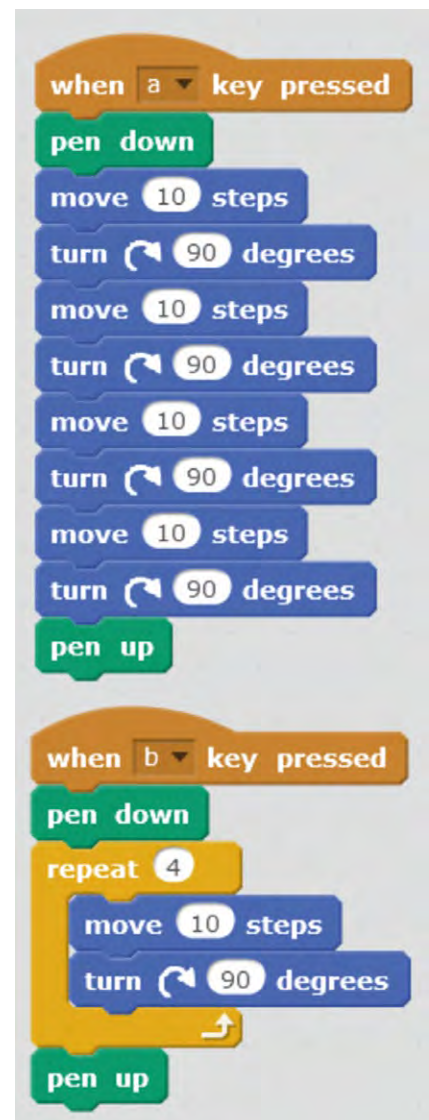 when a key pressed
pen down
move 10 steps
turn 90 degrees
move 10 steps
turn 90 degrees
move 10 steps
turn 90 degrees
move 10 steps
turn 90 degrees
pen up
when b key pressed
pen down
repeat 4
move 10 steps
turn 90 degrees
pen up